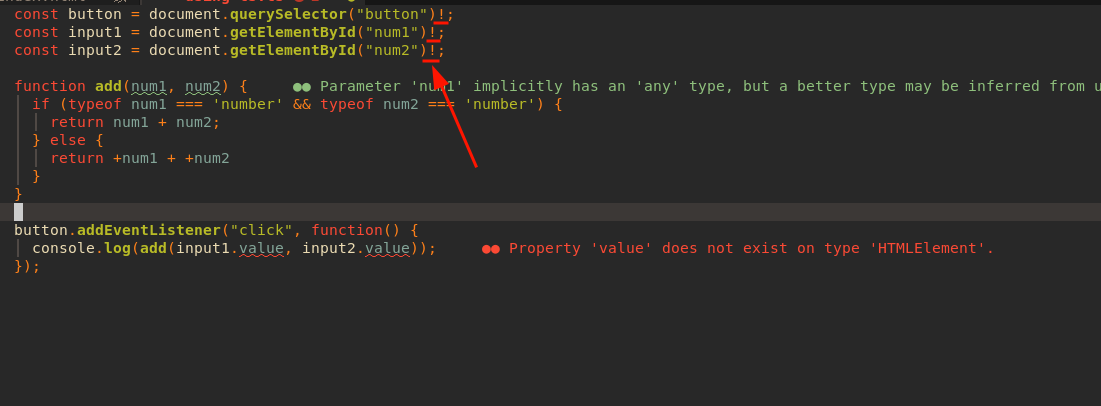 const button = document.querySelector("button")!;
const input1 = document.getElementById("num1")!;
const input2 = document.getElementById("num2")!;
function add(num1, num2) { ●● Parameter 'num1' implicitly has an 'any' type, but a better type may be inferred from u
if (typeof num1 === 'number' && typeof num2 === 'number') {
return num1 + num2;
} else {
return +num1 + +num2
}
}
button.addEventListener("click", function() {
console.log(add(input1.value, input2.value)); ●● Property 'value' does not exist on type 'HTMLElement'.
});